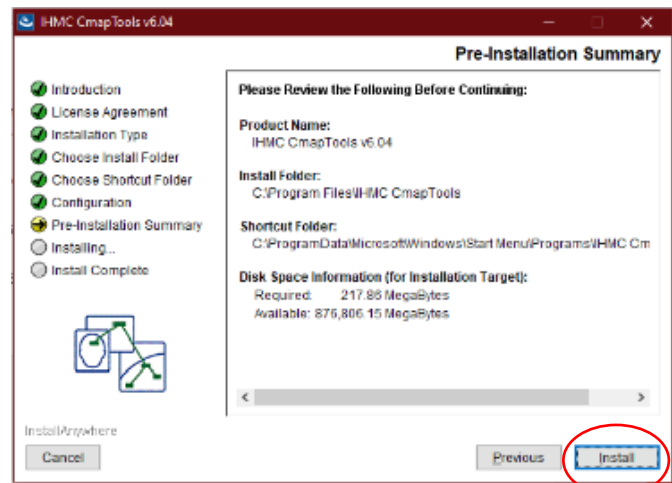 IHMC CmapTools v6.04
Pre-Installation Summary
Introduction
License Agreement
Installation Type
Choose Install Folder
Choose Shortcut Folder
Configuration
Pre-Installation Summary
Installing...
Install Complete
Please Review the Following Before Continuing:
Product Name:
IHMC CmapTools v6.04
Install Folder:
C:\Program Files\IHMC CmapTools
Shortcut Folder:
C:\ProgramData\Microsoft\Windows\Start Menu\Programs\IHMC Cm
Disk Space Information (for Installation Target):
Required: 217.86 MegaBytes
Available: 876,806.15 MegaBytes
InstallAnywhere
Cancel
Previous
Install